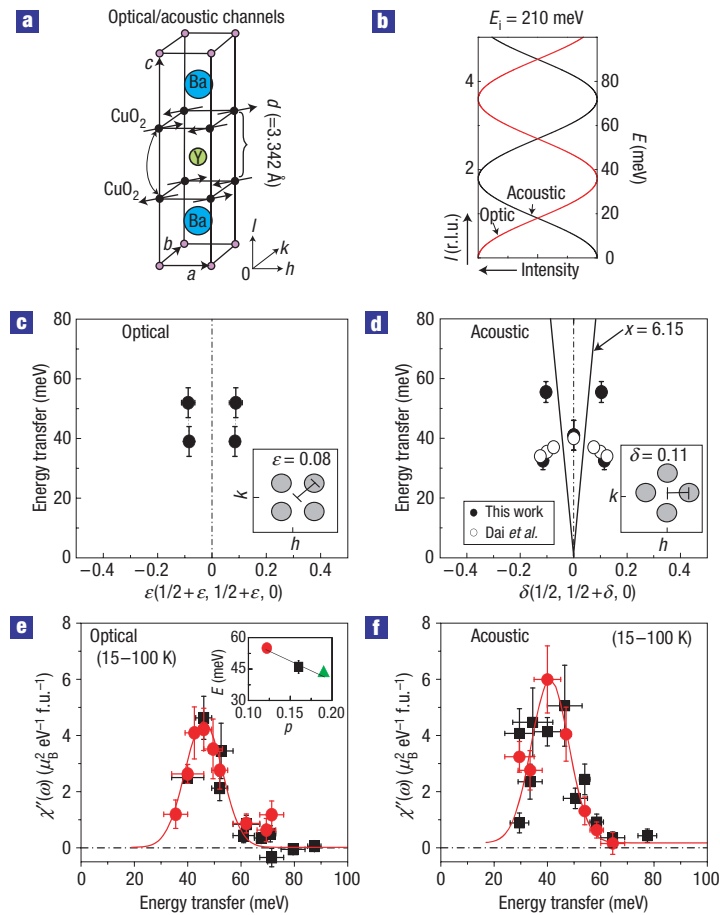 a
Optical/acoustic channels
c
Ba
CuO2
d (=3.342 Å)
Y
CuO2
Ba
b
a
l
k
h
0
b
Ei = 210 meV
4
2
l (r.l.u.)
80
60
40
20
0
E (meV)
Acoustic
Optic
Intensity
c
Optical
80
60
40
20
0
Energy transfer (meV)
−0.4 −0.2 0 0.2 0.4
ε(1/2+ε, 1/2+ε, 0)
ε = 0.08
k
h
d
Acoustic
x = 6.15
80
60
40
20
0
Energy transfer (meV)
This work
Dai et al.
δ = 0.11
k
h
−0.4 −0.2 0 0.2 0.4
δ(1/2, 1/2+δ, 0)
e
Optical
(15–100 K)
8
6
4
2
0
χ″(ω) (μB² eV⁻¹ f.u.⁻¹)
60
45
30
E (meV)
0.10 0.15 0.20
p
0 20 40 60 80 100
Energy transfer (meV)
f
Acoustic
(15–100 K)
8
6
4
2
0
χ″(ω) (μB² eV⁻¹ f.u.⁻¹)
0 20 40 60 80 100
Energy transfer (meV)